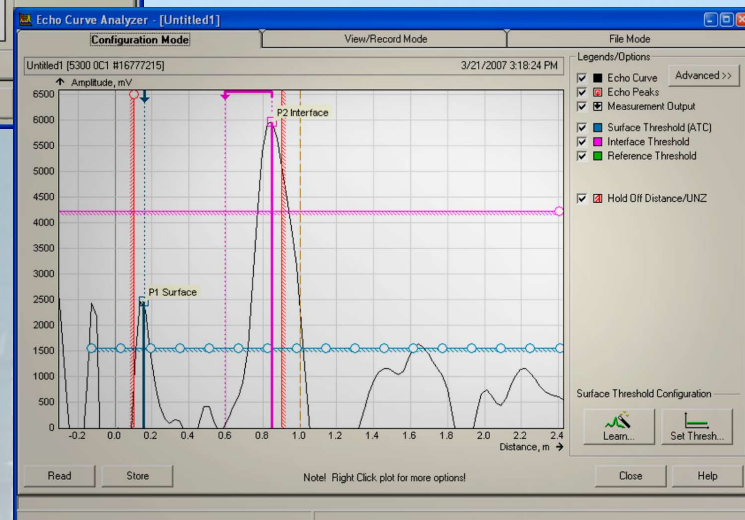 Echo Curve Analyzer - [Untitled1]
Configuration Mode
View/Record Mode
File Mode
Untitled1 [5300 0C1 #16777215]
3/21/2007 3:18:24 PM
Amplitude, mV
6500
6000
5500
5000
4500
4000
3500
3000
2500
2000
1500
1000
500
0
P2 Interface
P1 Surface
-0.2 0.0 0.2 0.4 0.6 0.8 1.0 1.2 1.4 1.6 1.8 2.0 2.2 2.4
Distance, m
Legends/Options
Advanced >>
Echo Curve
Echo Peaks
Measurement Output
Surface Threshold (ATC)
Interface Threshold
Reference Threshold
Hold Off Distance/UNZ
Surface Threshold Configuration
Learn...
Set Thresh...
Read
Store
Note! Right Click plot for more options!
Close
Help